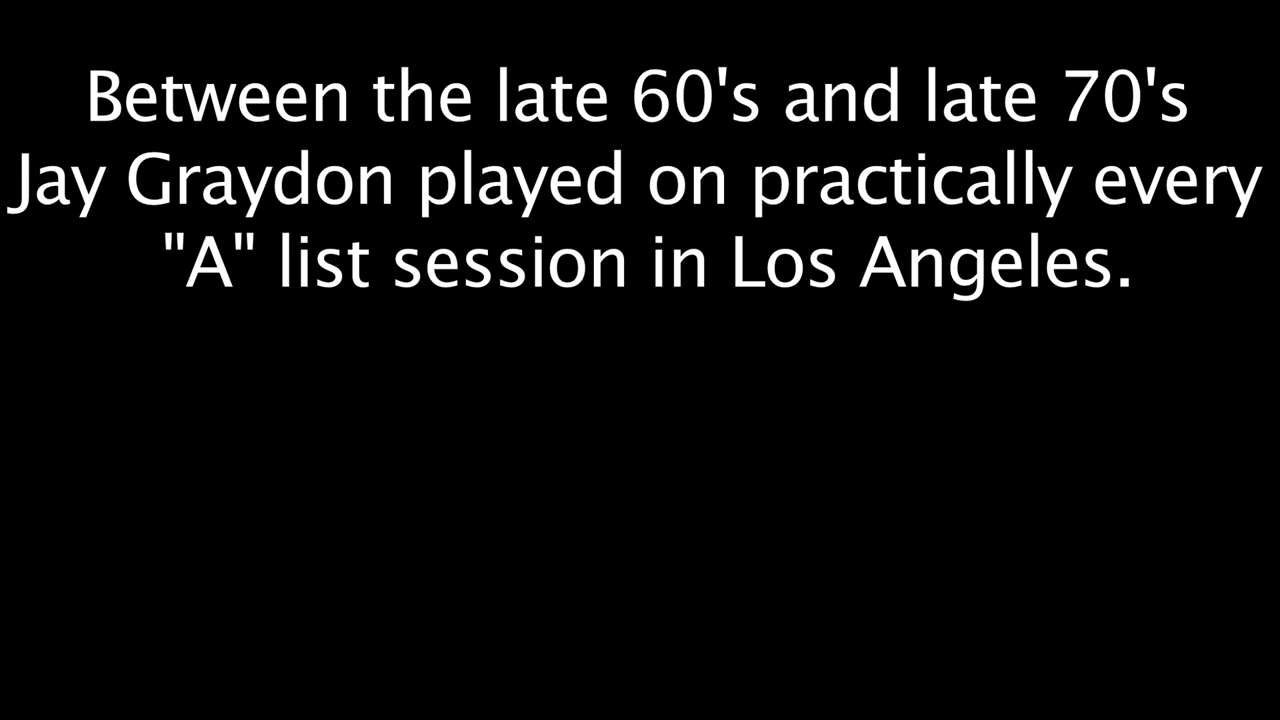 Between the late 60's and late 70's
Jay Graydon played on practically every
"A" list session in Los Angeles.